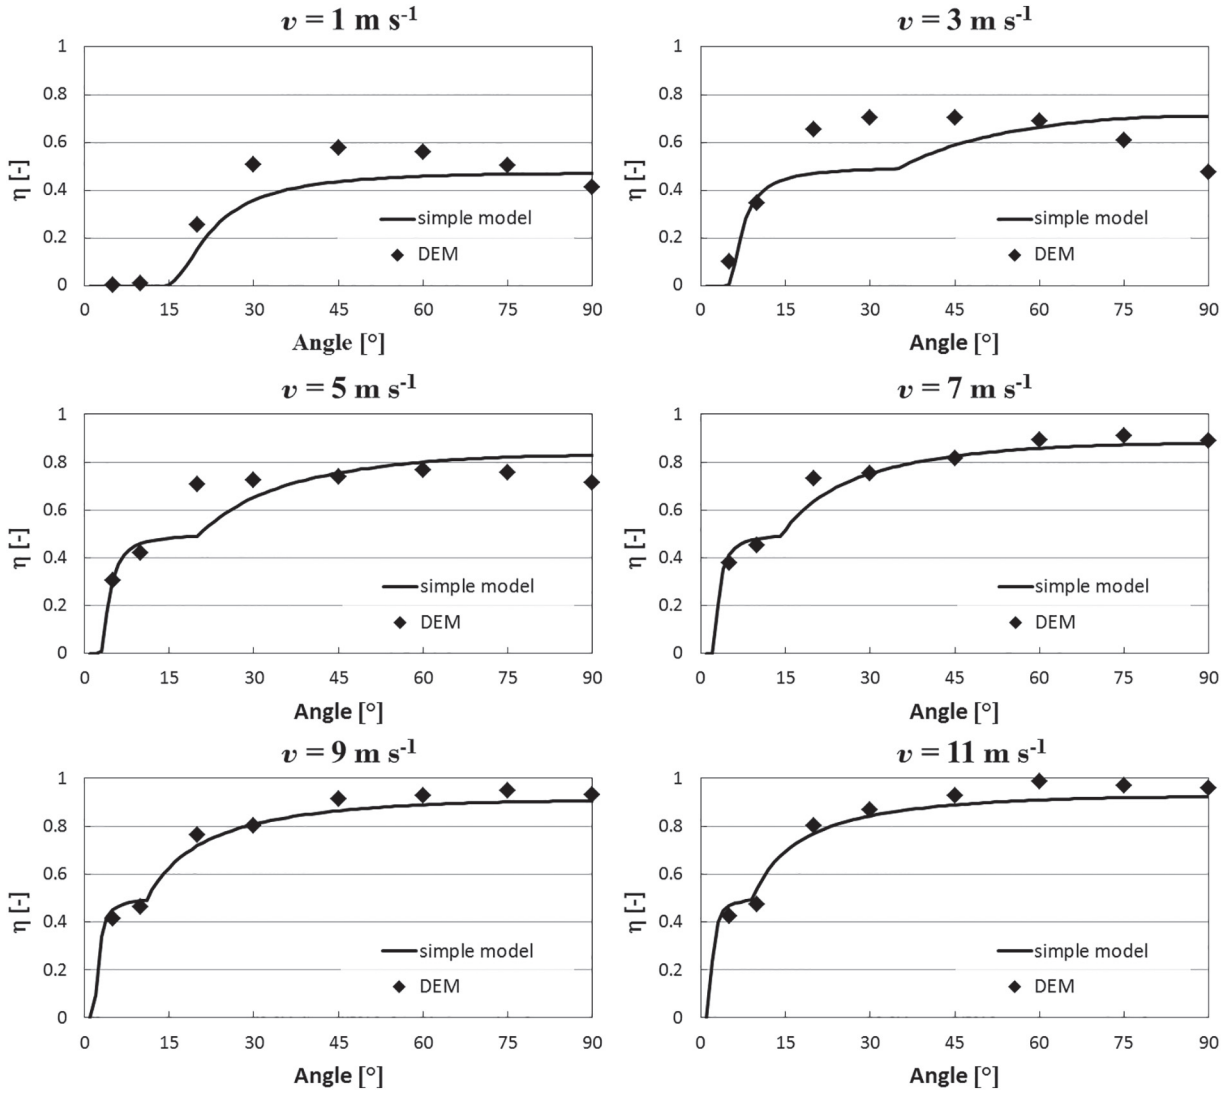 v = 1 m s-1
v = 3 m s-1
1
0.8
0.6
0.4
0.2
0
η [-]
simple model
DEM
0 15 30 45 60 75 90
Angle [°]
1
0.8
0.6
0.4
0.2
0
η [-]
simple model
DEM
0 15 30 45 60 75 90
Angle [°]
v = 5 m s-1
v = 7 m s-1
1
0.8
0.6
0.4
0.2
0
η [-]
simple model
DEM
0 15 30 45 60 75 90
Angle [°]
1
0.8
0.6
0.4
0.2
0
η [-]
simple model
DEM
0 15 30 45 60 75 90
Angle [°]
v = 9 m s-1
v = 11 m s-1
1
0.8
0.6
0.4
0.2
0
η [-]
simple model
DEM
0 15 30 45 60 75 90
Angle [°]
1
0.8
0.6
0.4
0.2
0
η [-]
simple model
DEM
0 15 30 45 60 75 90
Angle [°]